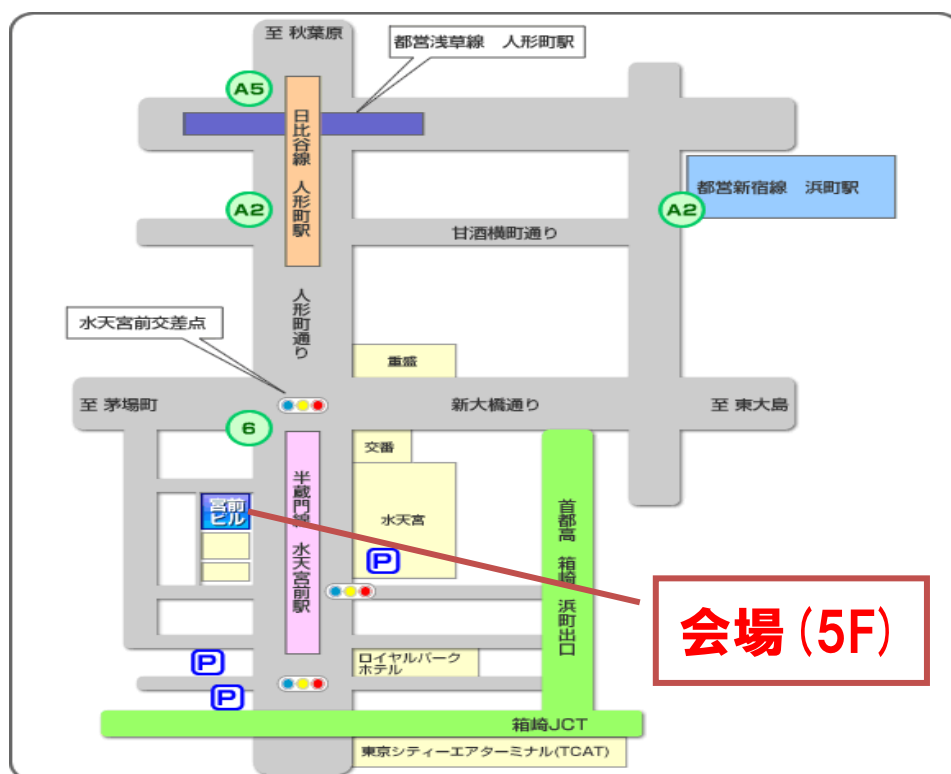 至 秋葉原
都営浅草線 人形町駅
A5
日比谷線 人形町駅
都営新宿線 浜町駅
A2
A2
甘酒横町通り
人形町通り
水天宮前交差点
重盛
至 茅場町
新大橋通り
至 東大島
6
交番
半蔵門線 水天宮前駅
宮前
ビル
水天宮
首都高 箱崎 浜町出口
P
会場(5F)
ロイヤルパーク
ホテル
P
P
箱崎JCT
東京シティーエアターミナル(TCAT)